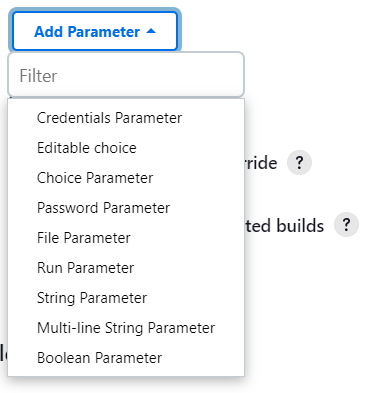 Add Parameter
Filter
Credentials Parameter
Editable choice
Choice Parameter
rride ?
Password Parameter
ted builds ?
File Parameter
Run Parameter
String Parameter
Multi-line String Parameter
Boolean Parameter